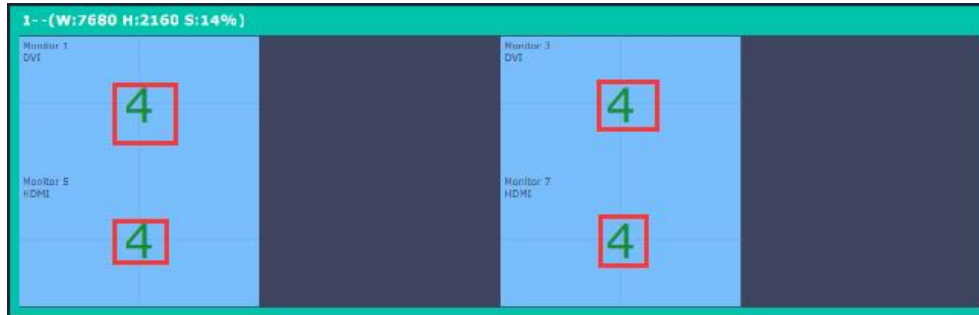 1--(W:7680 H:2160 S:14%)
Monitor 1
DVI
4
Monitor 3
DVI
4
Monitor 5
HDMI
4
Monitor 7
HDMI
4